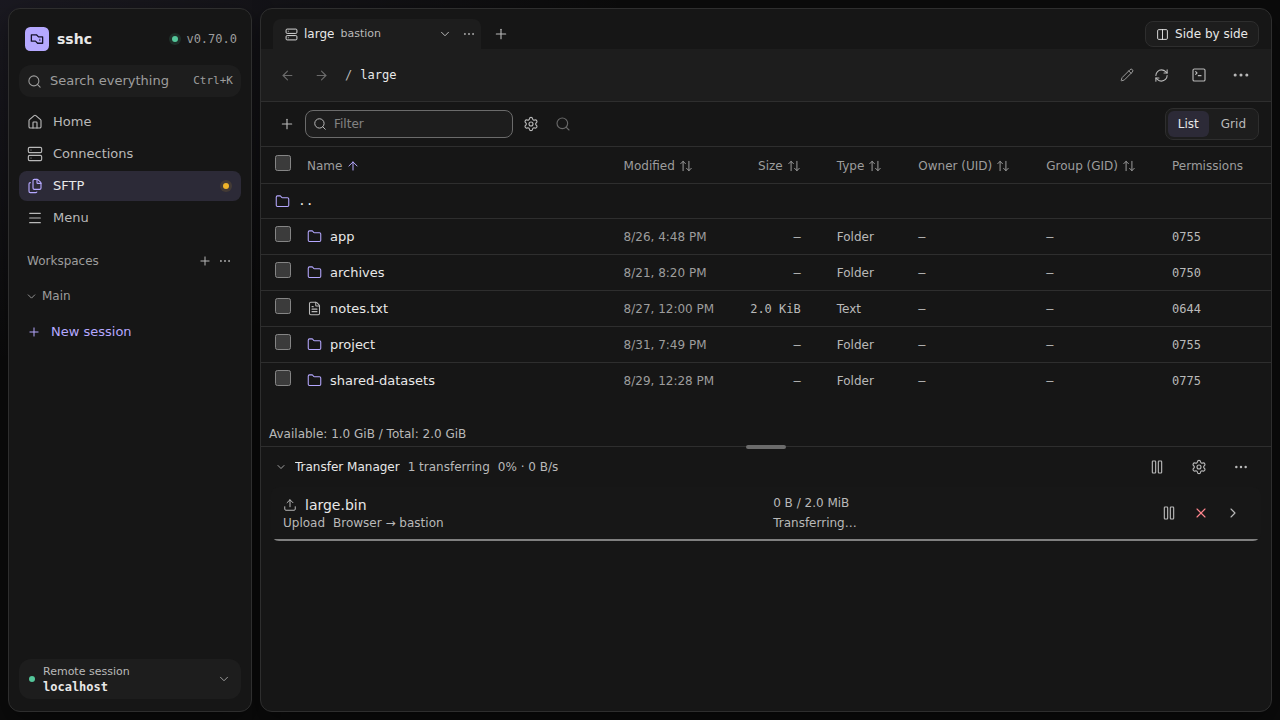 sshc
v0.70.0
Search everything
Ctrl+K
Home
Connections
SFTP
Menu
Workspaces
Main
New session
Remote session
localhost
large bastion
Side by side
/ large
Filter
List Grid
Name Modified Size Type Owner (UID) Group (GID) Permissions
..
app 8/26, 4:48 PM — Folder — — 0755
archives 8/21, 8:20 PM — Folder — — 0750
notes.txt 8/27, 12:00 PM 2.0 KiB Text — — 0644
project 8/31, 7:49 PM — Folder — — 0755
shared-datasets 8/29, 12:28 PM — Folder — — 0775
Available: 1.0 GiB / Total: 2.0 GiB
Transfer Manager 1 transferring 0% · 0 B/s
large.bin 0 B / 2.0 MiB
Upload Browser → bastion Transferring…